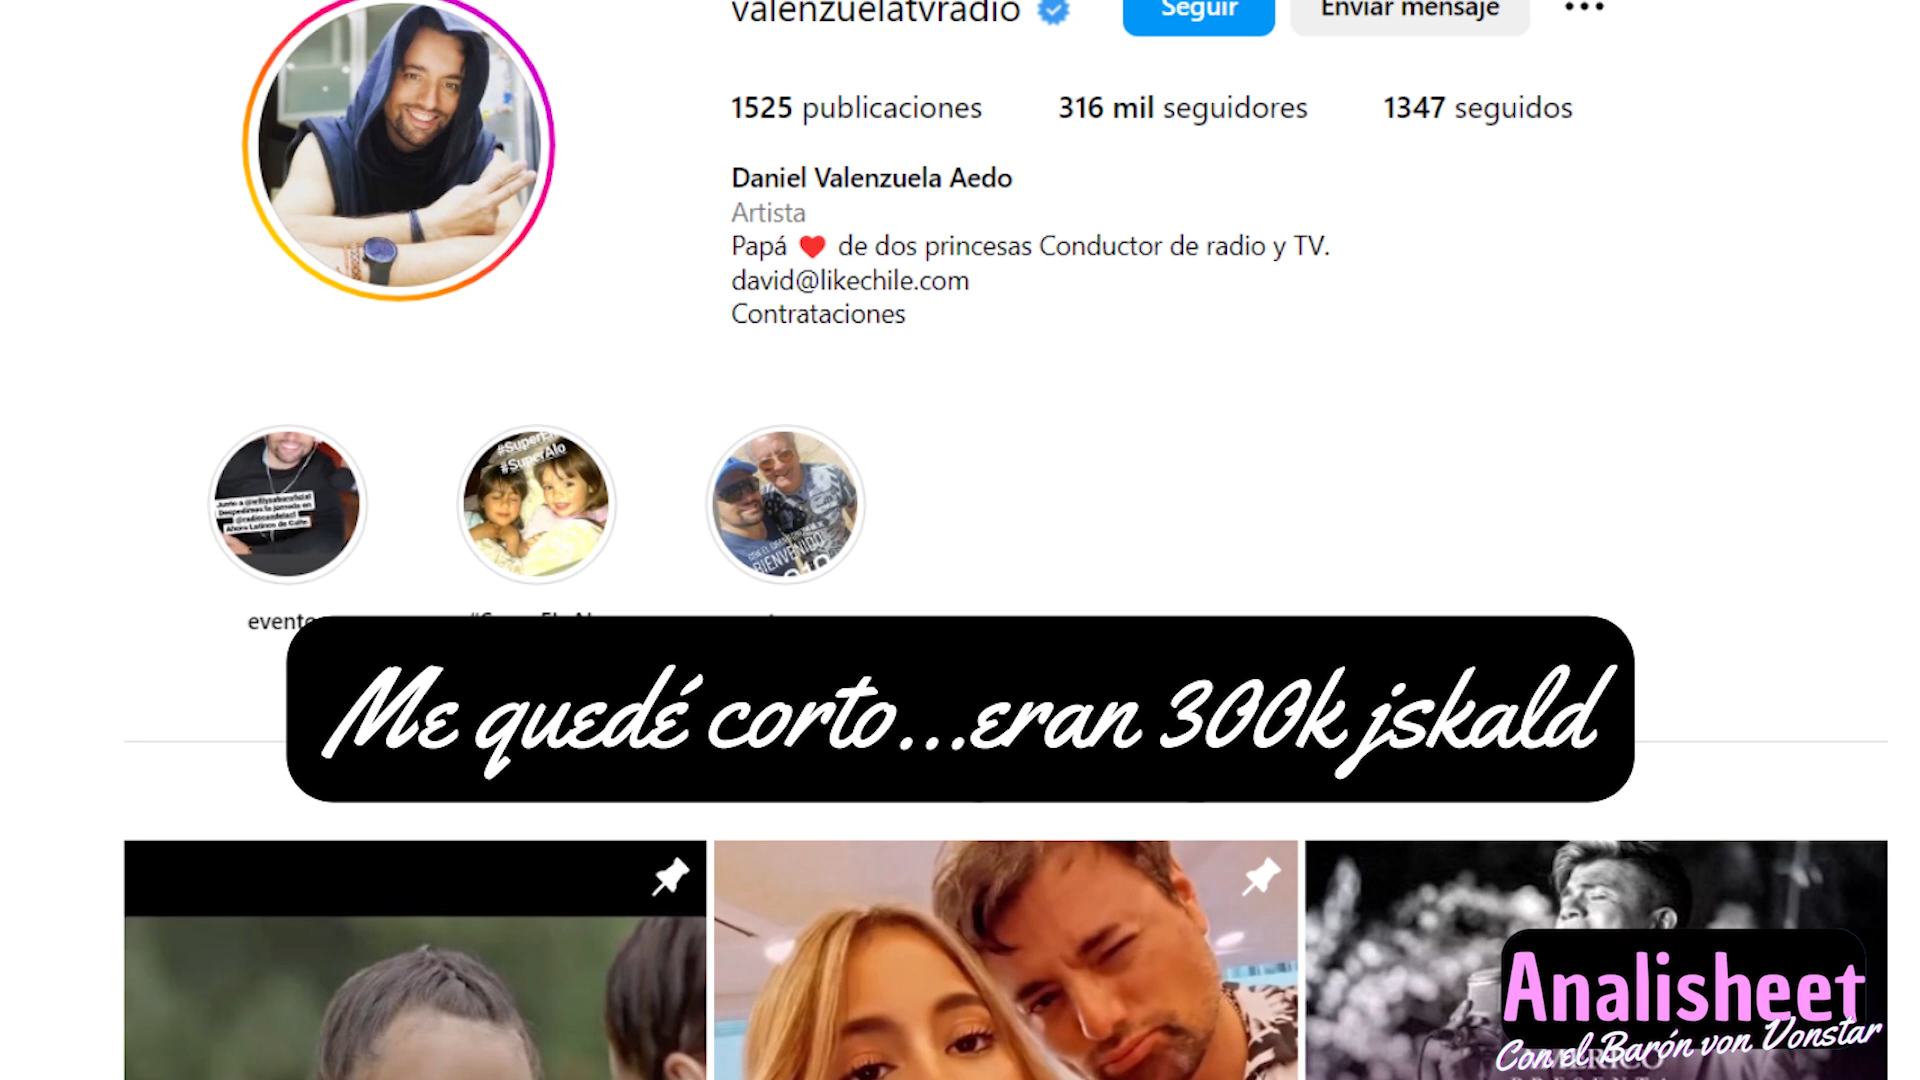 valenzuelatvradio
Seguir
Enviar mensaje
1525 publicaciones
316 mil seguidores
1347 seguidos
Daniel Valenzuela Aedo
Artista
Papá ❤️ de dos princesas Conductor de radio y TV.
david@likechile.com
Contrataciones
#SuperAlo
BIENVENIDO
Me quedé corto...eran 300k jskald
Analisheet
Con el Barón von Vonstar